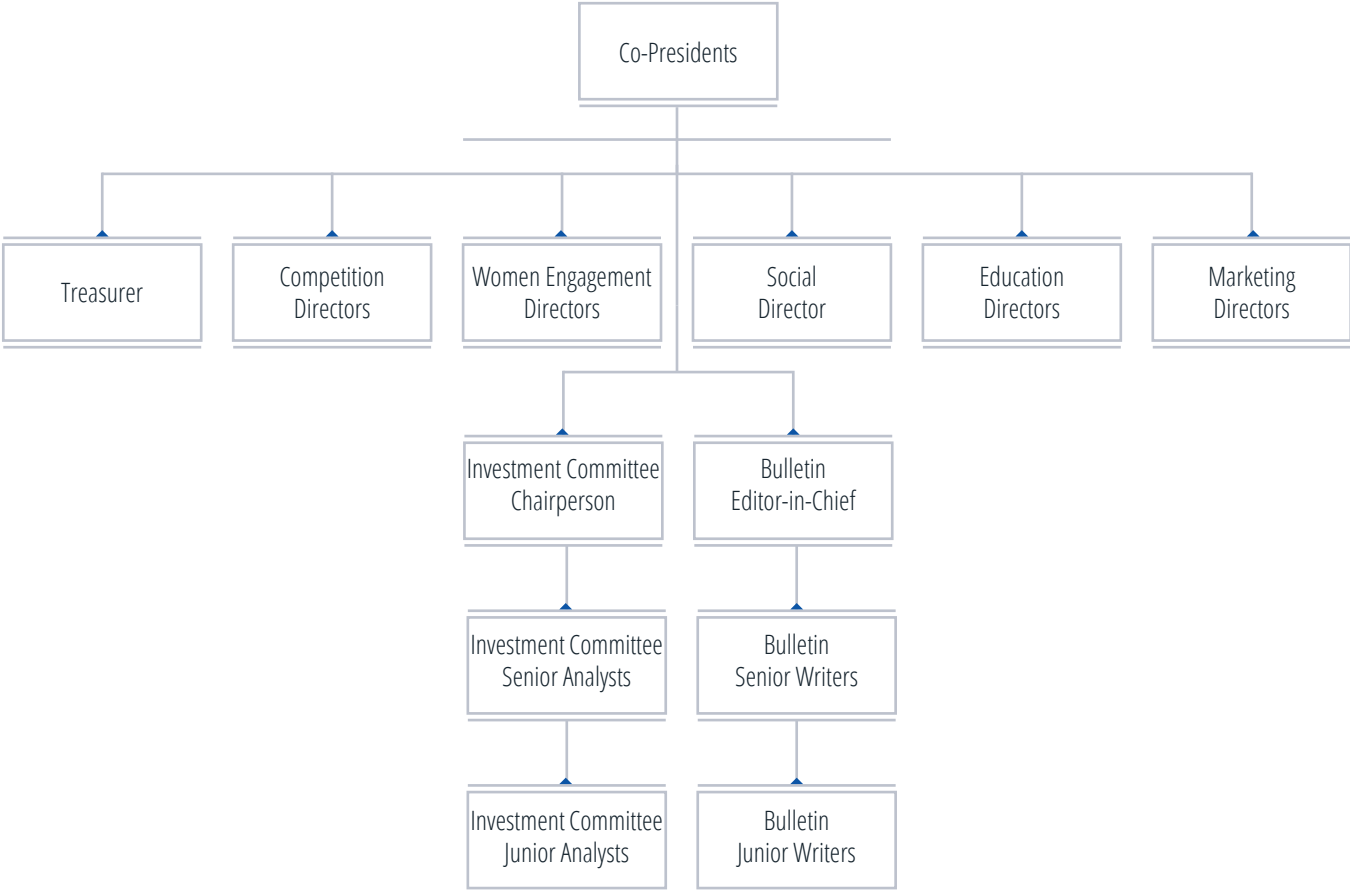 Co-Presidents
Treasurer
Competition
Directors
Women Engagement
Directors
Social
Director
Education
Directors
Marketing
Directors
Investment Committee
Chairperson
Bulletin
Editor-in-Chief
Investment Committee
Senior Analysts
Bulletin
Senior Writers
Investment Committee
Junior Analysts
Bulletin
Junior Writers